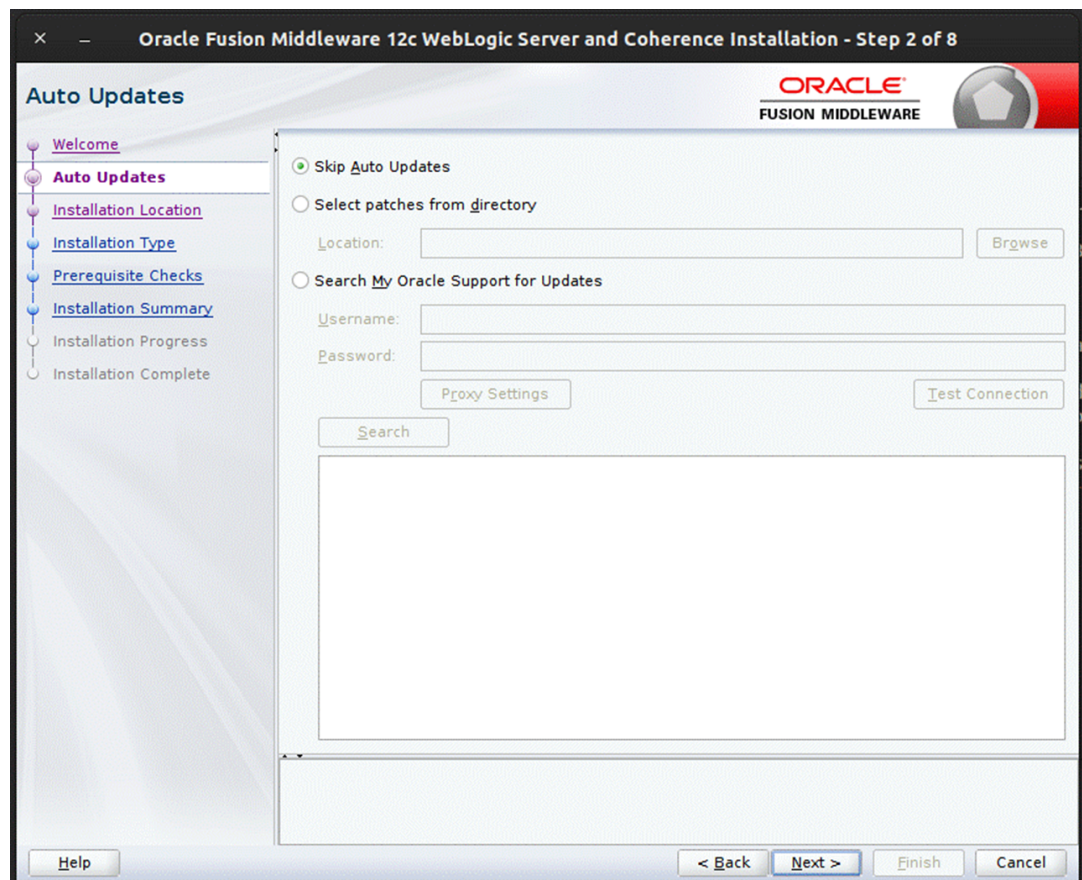 Oracle Fusion Middleware 12c WebLogic Server and Coherence Installation - Step 2 of 8
Auto Updates
ORACLE
FUSION MIDDLEWARE
Welcome
Auto Updates
Installation Location
Installation Type
Prerequisite Checks
Installation Summary
Installation Progress
Installation Complete
Skip Auto Updates
Select patches from directory
Location:
Browse
Search My Oracle Support for Updates
Username:
Password:
Proxy Settings
Test Connection
Search
Help
< Back
Next >
Finish
Cancel